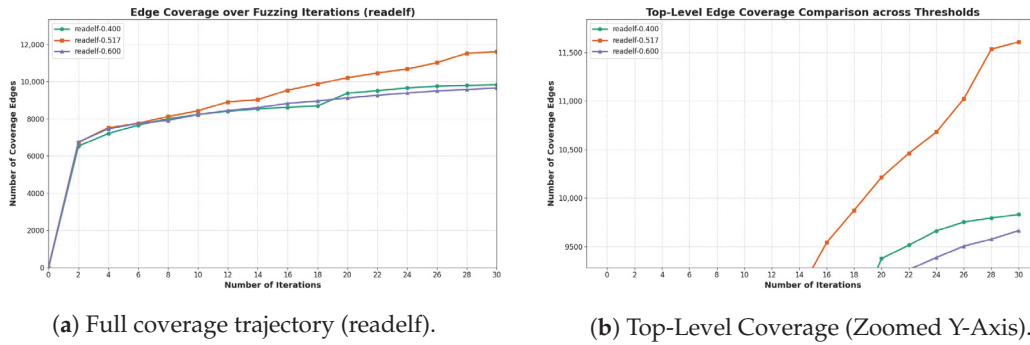 Edge Coverage over Fuzzing Iterations (readelf)
readelf-0.400
readelf-0.517
readelf-0.600
Number of Coverage Edges
12,000
10,000
8000
6000
4000
2000
0
0 2 4 6 8 10 12 14 16 18 20 22 24 26 28 30
Number of Iterations
(a) Full coverage trajectory (readelf).
Top-Level Edge Coverage Comparison across Thresholds
readelf-0.400
readelf-0.517
readelf-0.600
Number of Coverage Edges
11,500
11,000
10,500
10,000
9500
0 2 4 6 8 10 12 14 16 18 20 22 24 26 28 30
Number of Iterations
(b) Top-Level Coverage (Zoomed Y-Axis).